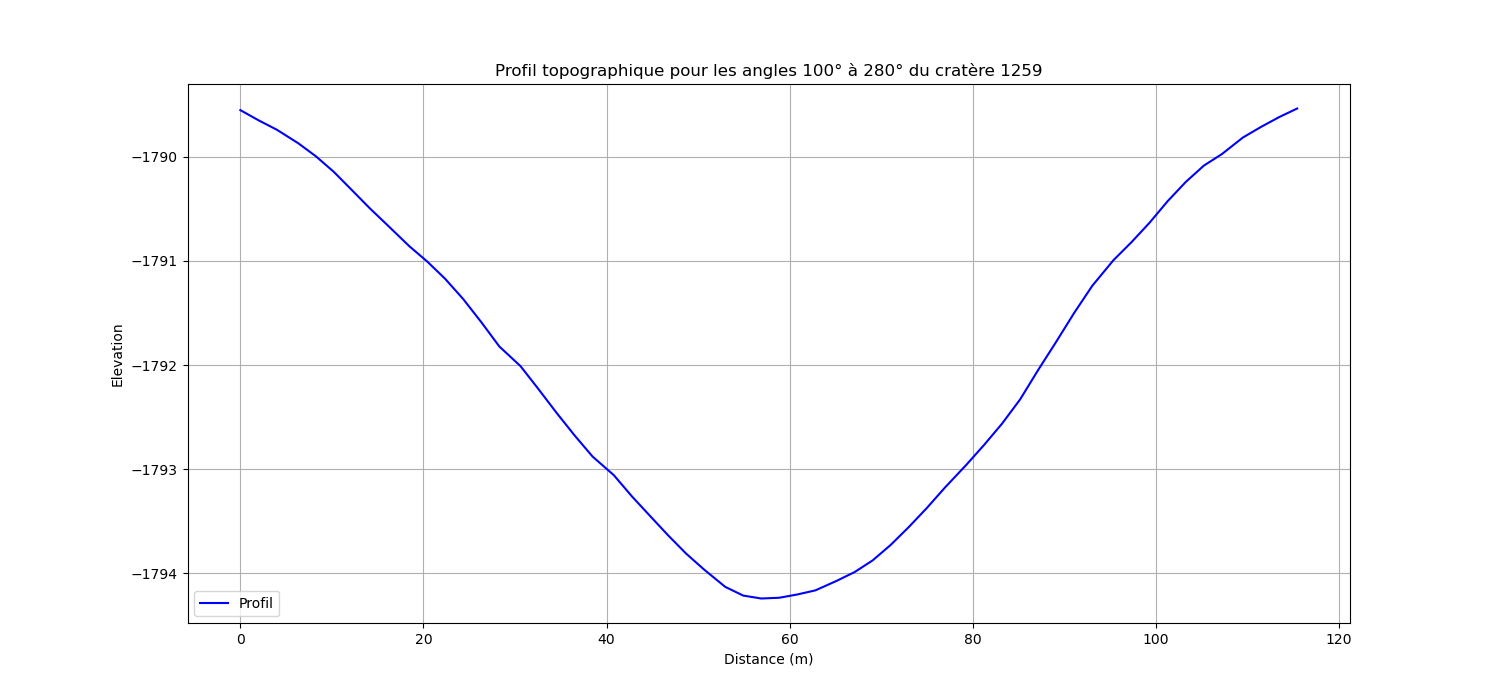 Profil topographique pour les angles 100° à 280° du cratère 1259
Elevation
−1790
−1791
−1792
−1793
−1794
Profil
0 20 40 60 80 100 120
Distance (m)